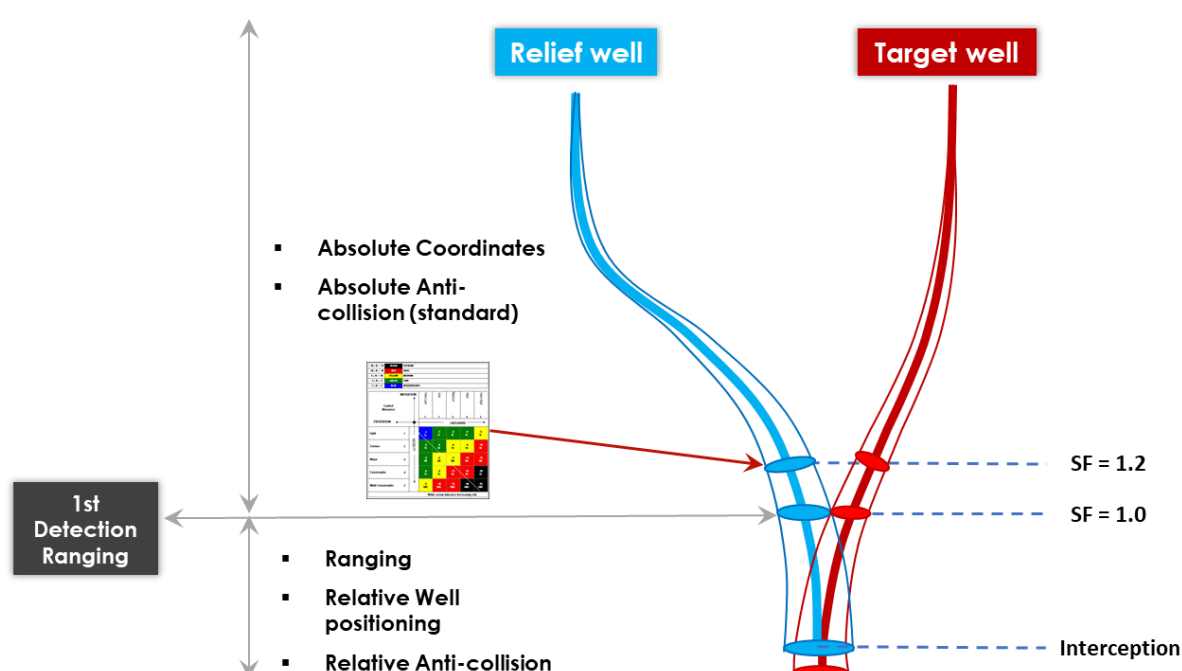 Relief well
Target well
Absolute Coordinates
Absolute Anti-
collision (standard)
SF = 1.2
SF = 1.0
1st
Detection
Ranging
Ranging
Relative Well
positioning
Relative Anti-collision
Interception